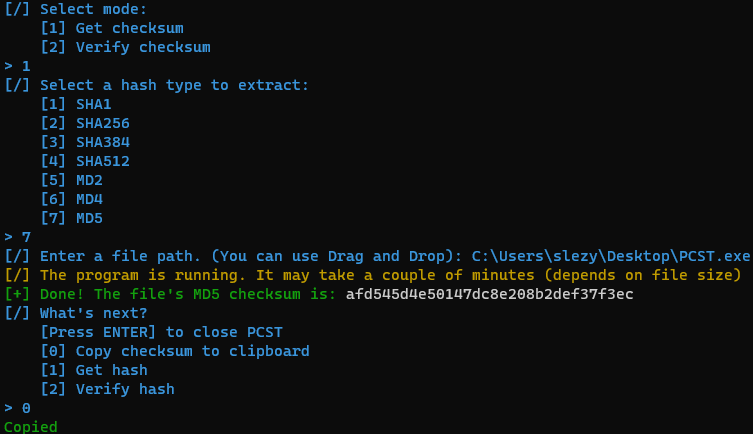 [/] Select mode:
[1] Get checksum
[2] Verify checksum
> 1
[/] Select a hash type to extract:
[1] SHA1
[2] SHA256
[3] SHA384
[4] SHA512
[5] MD2
[6] MD4
[7] MD5
> 7
[/] Enter a file path. (You can use Drag and Drop): C:\Users\slezy\Desktop\PCST.exe
[/] The program is running. It may take a couple of minutes (depends on file size)
[+] Done! The file's MD5 checksum is: afd545d4e50147dc8e208b2def37f3ec
[/] What's next?
[Press ENTER] to close PCST
[0] Copy checksum to clipboard
[1] Get hash
[2] Verify hash
> 0
Copied